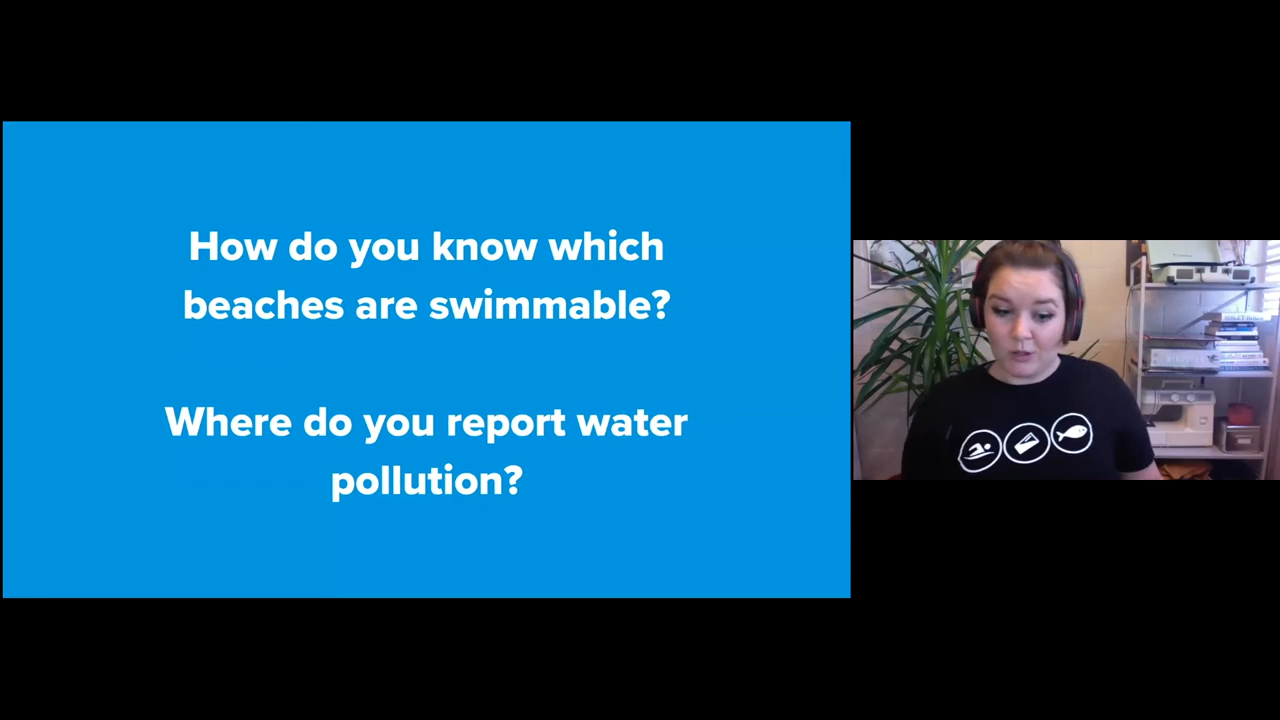 How do you know which
beaches are swimmable?
Where do you report water
pollution?